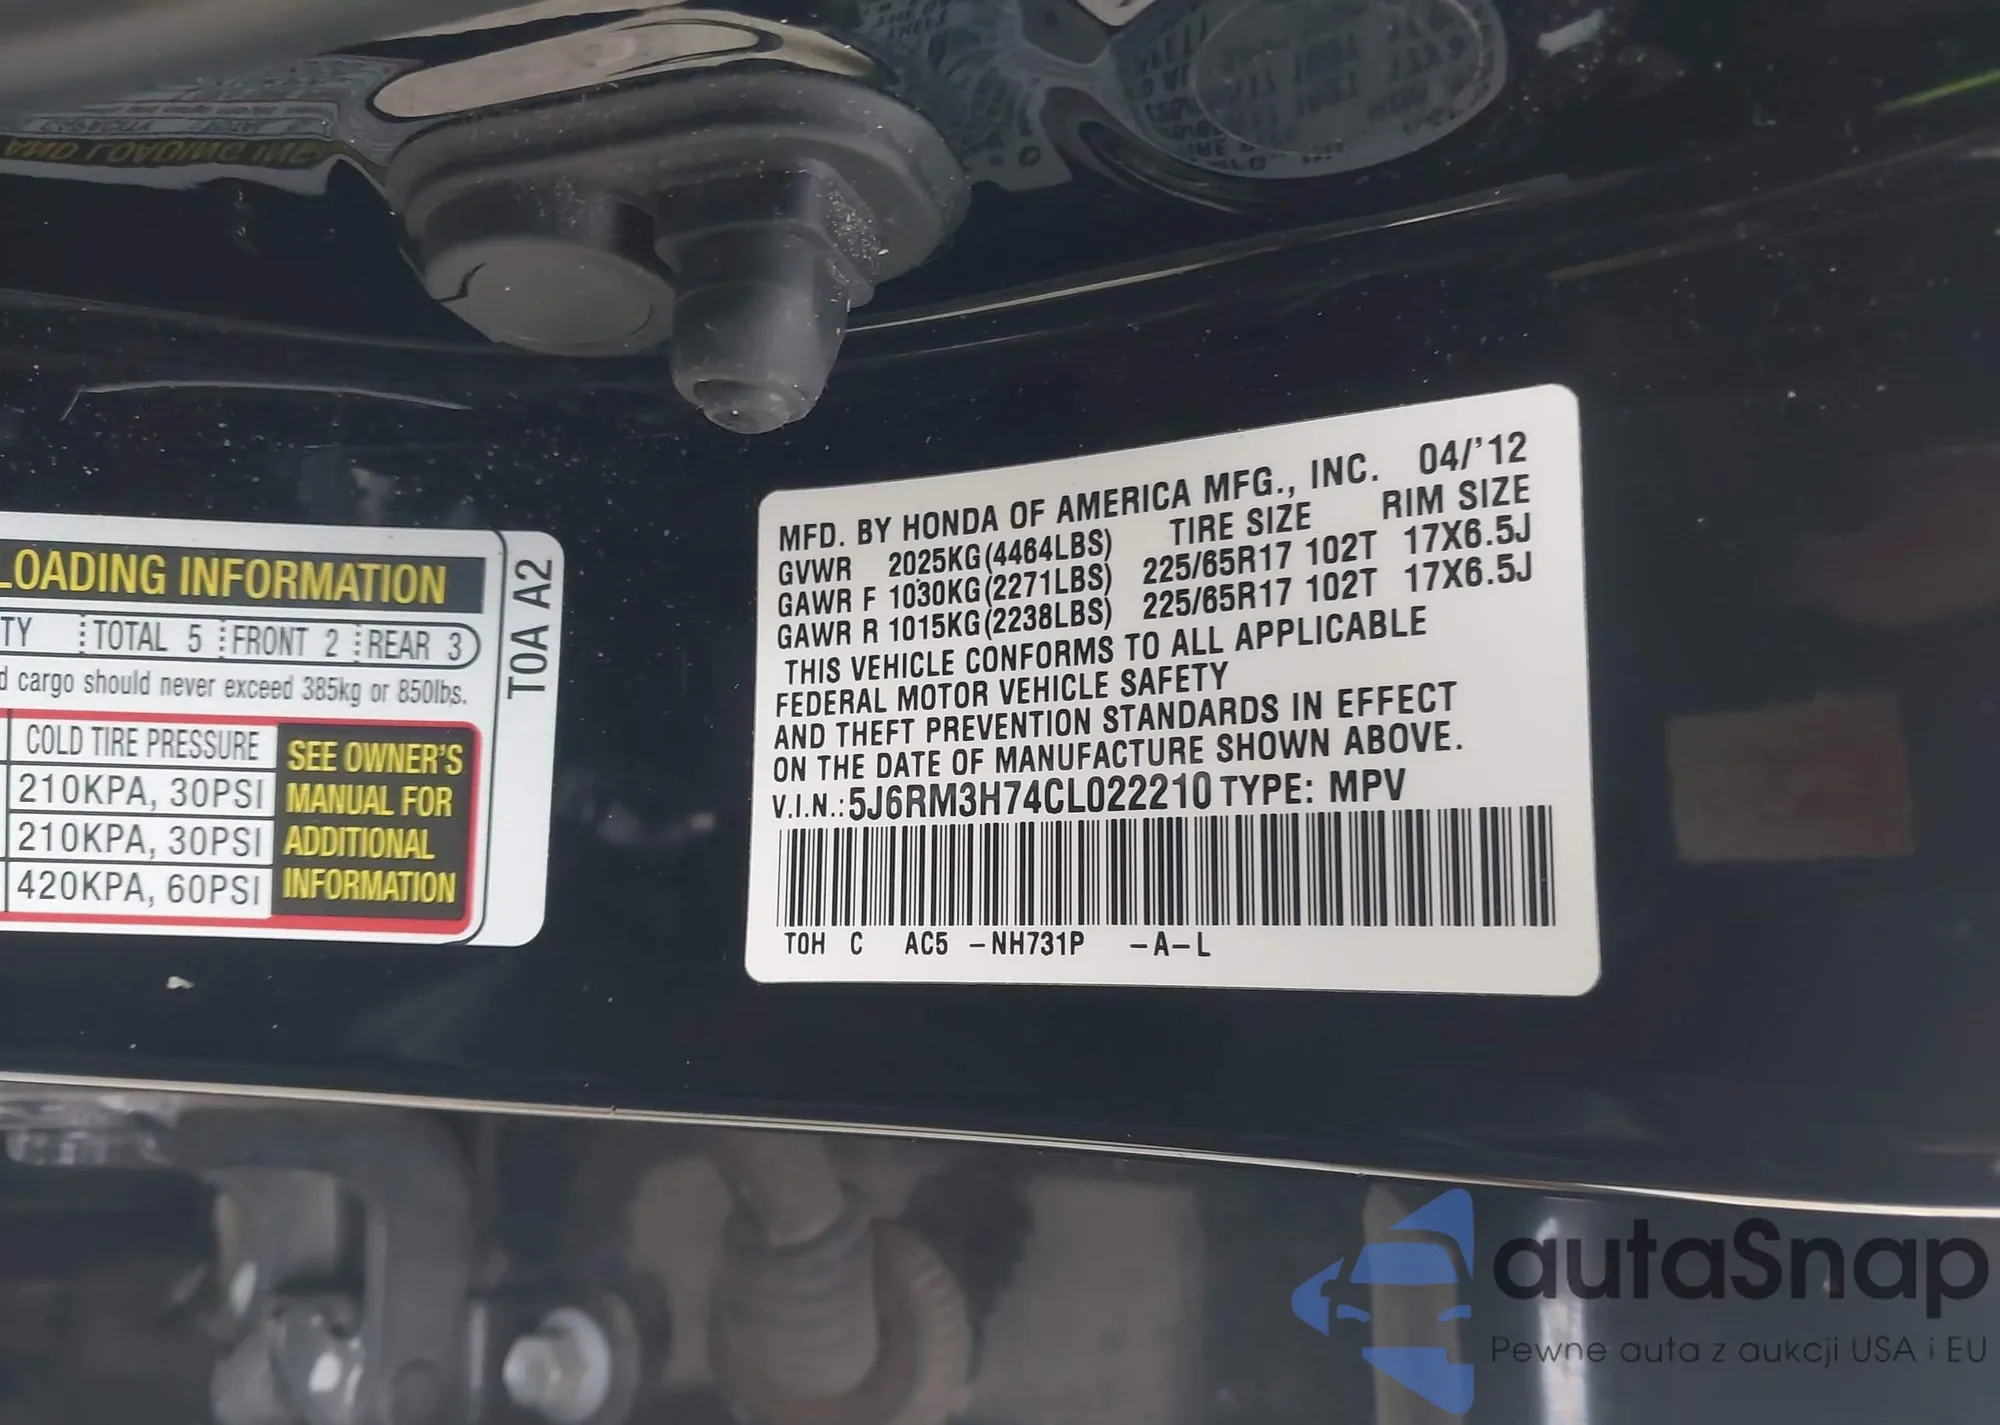 LOADING INFORMATION
TY TOTAL 5 FRONT 2 REAR 3
d cargo should never exceed 385kg or 850lbs.
COLD TIRE PRESSURE
210KPA, 30PSI
210KPA, 30PSI
420KPA, 60PSI
SEE OWNER'S
MANUAL FOR
ADDITIONAL
INFORMATION
T0A A2
MFD. BY HONDA OF AMERICA MFG., INC. 04/'12
GVWR 2025KG(4464LBS) TIRE SIZE RIM SIZE
GAWR F 1030KG(2271LBS) 225/65R17 102T 17X6.5J
GAWR R 1015KG(2238LBS) 225/65R17 102T 17X6.5J
THIS VEHICLE CONFORMS TO ALL APPLICABLE
FEDERAL MOTOR VEHICLE SAFETY
AND THEFT PREVENTION STANDARDS IN EFFECT
ON THE DATE OF MANUFACTURE SHOWN ABOVE.
V.I.N.:5J6RM3H74CL022210 TYPE: MPV
T0H C AC5 -NH731P -A-L
autaSnap
Pewne auta z aukcji USA i EU